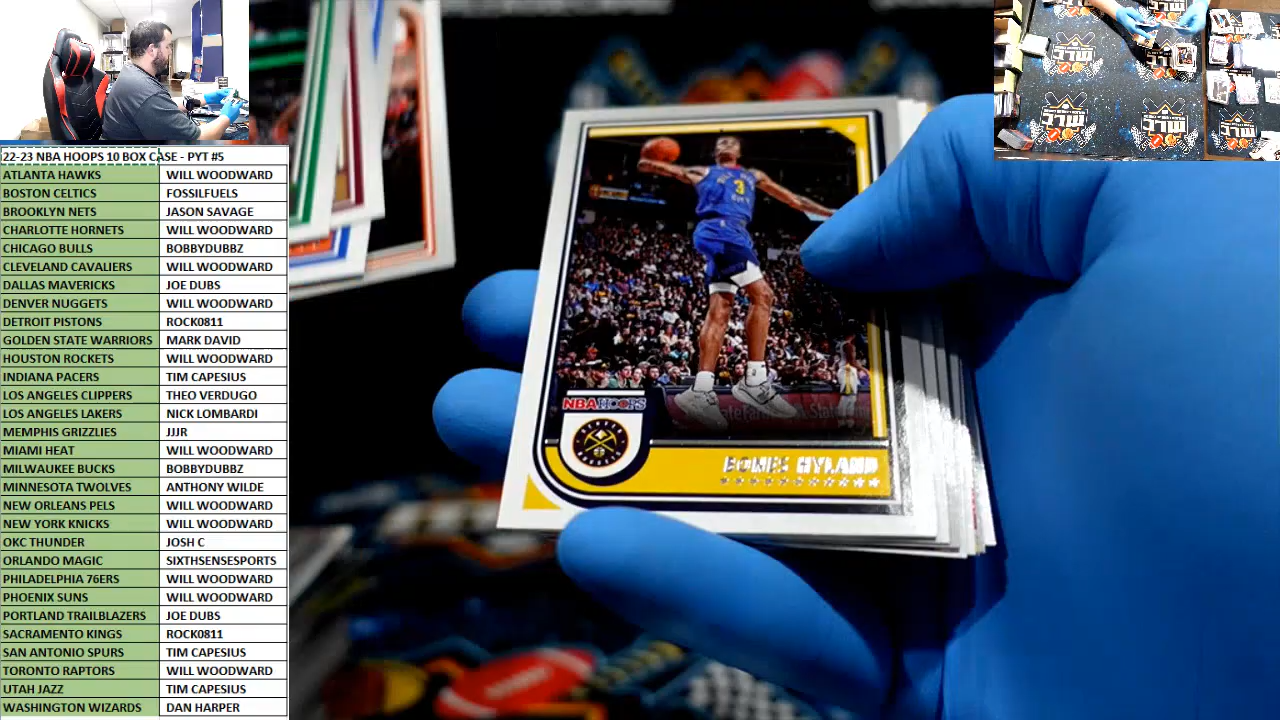 22-23 NBA HOOPS 10 BOX CASE - PYT #5
ATLANTA HAWKS WILL WOODWARD
BOSTON CELTICS FOSSILFUELS
BROOKLYN NETS JASON SAVAGE
CHARLOTTE HORNETS WILL WOODWARD
CHICAGO BULLS BOBBYDUBBZ
CLEVELAND CAVALIERS WILL WOODWARD
DALLAS MAVERICKS JOE DUBS
DENVER NUGGETS WILL WOODWARD
DETROIT PISTONS ROCK0811
GOLDEN STATE WARRIORS MARK DAVID
HOUSTON ROCKETS WILL WOODWARD
INDIANA PACERS TIM CAPESIUS
LOS ANGELES CLIPPERS THEO VERDUGO
LOS ANGELES LAKERS NICK LOMBARDI
MEMPHIS GRIZZLIES JJJR
MIAMI HEAT WILL WOODWARD
MILWAUKEE BUCKS BOBBYDUBBZ
MINNESOTA TWOLVES ANTHONY WILDE
NEW ORLEANS PELS WILL WOODWARD
NEW YORK KNICKS WILL WOODWARD
OKC THUNDER JOSH C
ORLANDO MAGIC SIXTHSENSESPORTS
PHILADELPHIA 76ERS WILL WOODWARD
PHOENIX SUNS WILL WOODWARD
PORTLAND TRAILBLAZERS JOE DUBS
SACRAMENTO KINGS ROCK0811
SAN ANTONIO SPURS TIM CAPESIUS
TORONTO RAPTORS WILL WOODWARD
UTAH JAZZ TIM CAPESIUS
WASHINGTON WIZARDS DAN HARPER
3
NBA HOOPS
BONES HYLAND